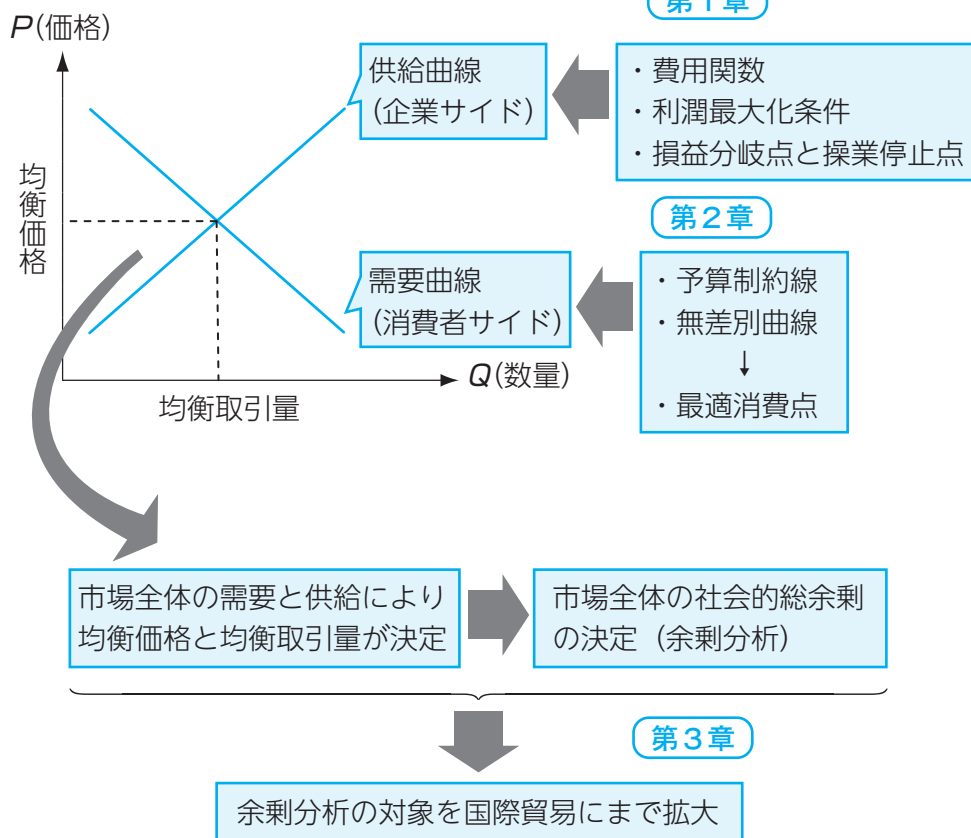 第1章
P(価格)
供給曲線
(企業サイド)
・費用関数
・利潤最大化条件
・損益分岐点と操業停止点
均衡価格
第2章
需要曲線
(消費者サイド)
・予算制約線
・無差別曲線
↓
・最適消費点
Q(数量)
均衡取引量
市場全体の需要と供給により
均衡価格と均衡取引量が決定
市場全体の社会的総余剰
の決定（余剰分析）
第3章
余剰分析の対象を国際貿易にまで拡大